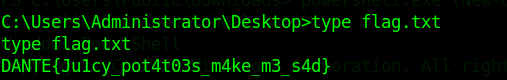 C:\Users\Administrator\Desktop>type flag.txt
type flag.txt
DANTE{Ju1cy_pot4t03s_m4ke_m3_s4d}